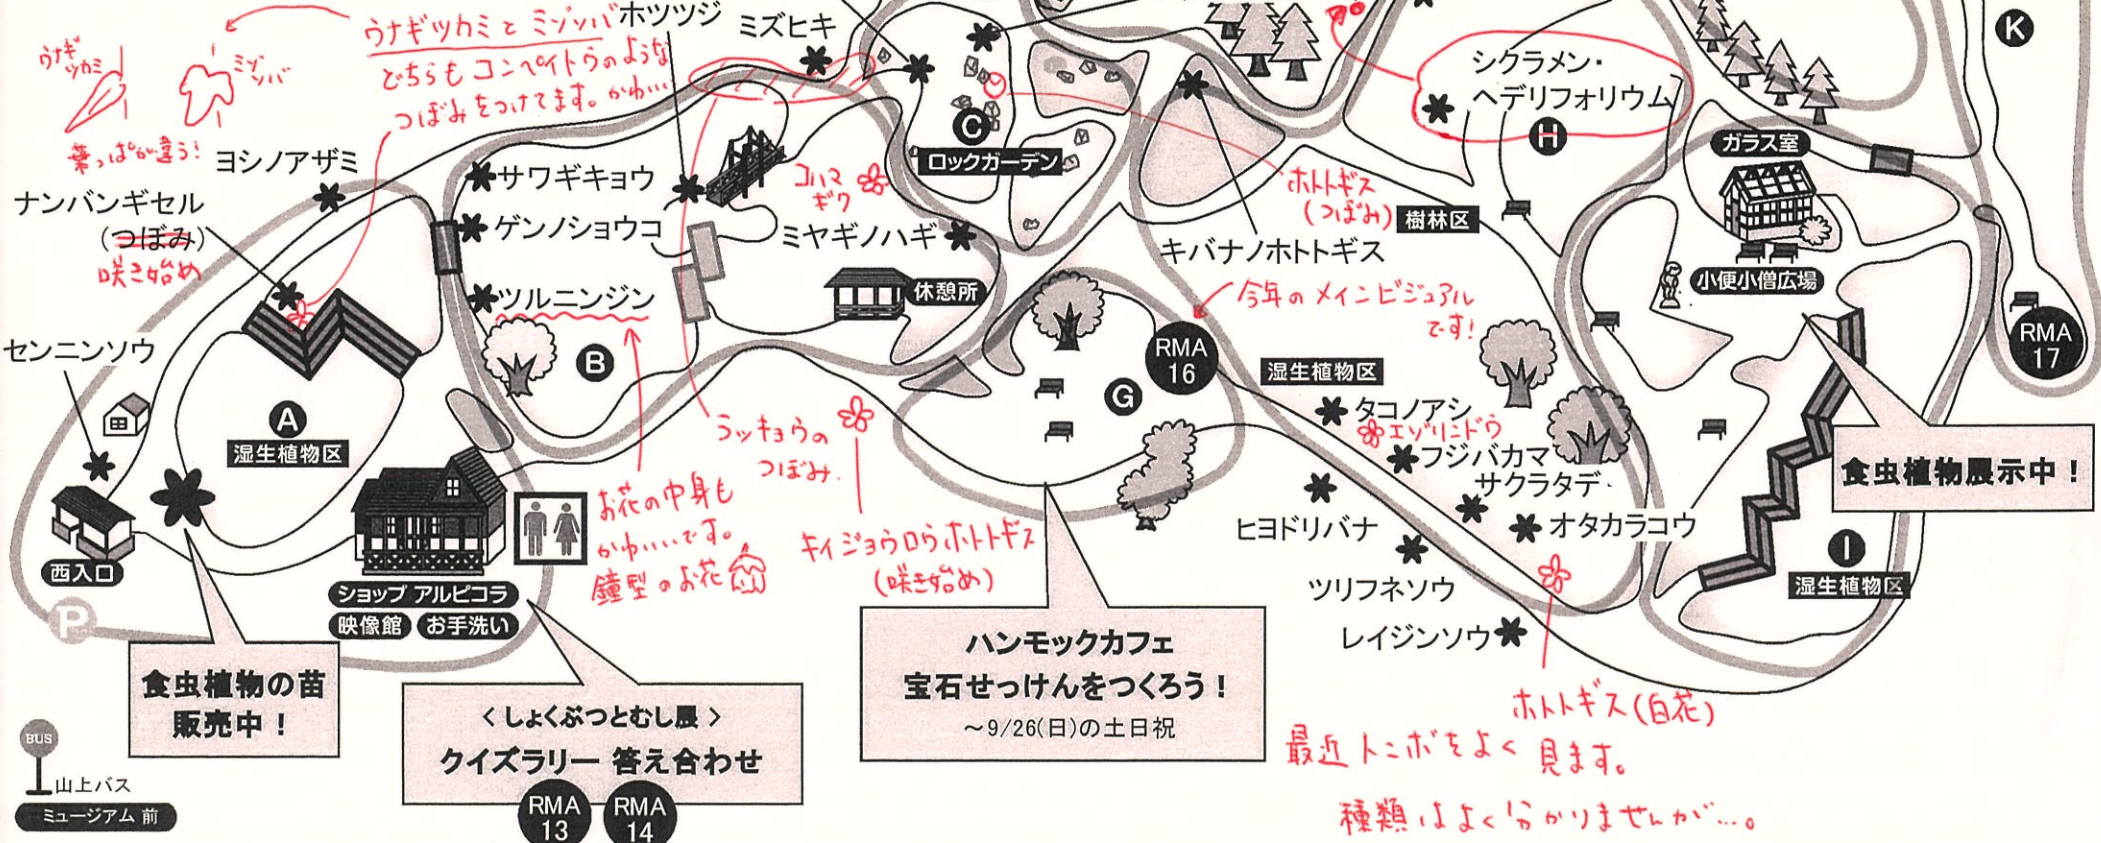 ウナギツカミとミゾソバ
どちらもコンペイトウのような
つぼみをつけてます。かわいい
ウナギ
ツカミ
ミゾ
ソバ
葉っぱが違う!
ホツツジ
ミズヒキ
シクラメン・
ヘデリフォリウム
H
K
C
ロックガーデン
ガラス室
ヨシノアザミ
ナンバンギセル
(つぼみ)
咲き始め
サワギキョウ
ゲンノショウコ
ツルニンジン
コハマ
ギク
ミヤギノハギ
休憩所
ホトトギス
(つぼみ)
樹林区
キバナノホトトギス
今年のメインビジュアル
です!
小便小僧広場
RMA
17
センニンソウ
A
湿生植物区
B
G
RMA
16
湿生植物区
タコノアシ
エゾリンドウ
フジバカマ
サクラタデ
オタカラコウ
ヒヨドリバナ
ツリフネソウ
レイジンソウ
食虫植物展示中!
I
湿生植物区
ラッキョウの
つぼみ.
お花の中身も
かわいいです。
鐘型のお花
キイジョウロウホトトギス
(咲き始め)
西入口
P
ショップ アルピコラ
映像館
お手洗い
食虫植物の苗
販売中!
<しょくぶつとむし展>
クイズラリー 答え合わせ
RMA
13
RMA
14
ハンモックカフェ
宝石せっけんをつくろう!
~9/26(日)の土日祝
ホトトギス(白花)
最近トンボをよく見ます。
種類はよく分かりませんが…。
BUS
山上バス
ミュージアム 前